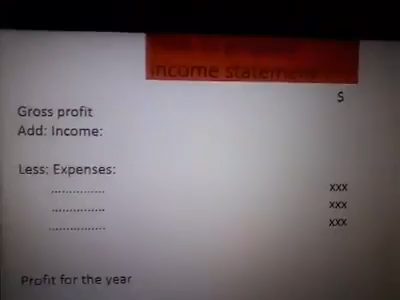 income statement
$
Gross profit
Add: Income:
Less: Expenses:
............... xxx
............... xxx
............... xxx
Profit for the year